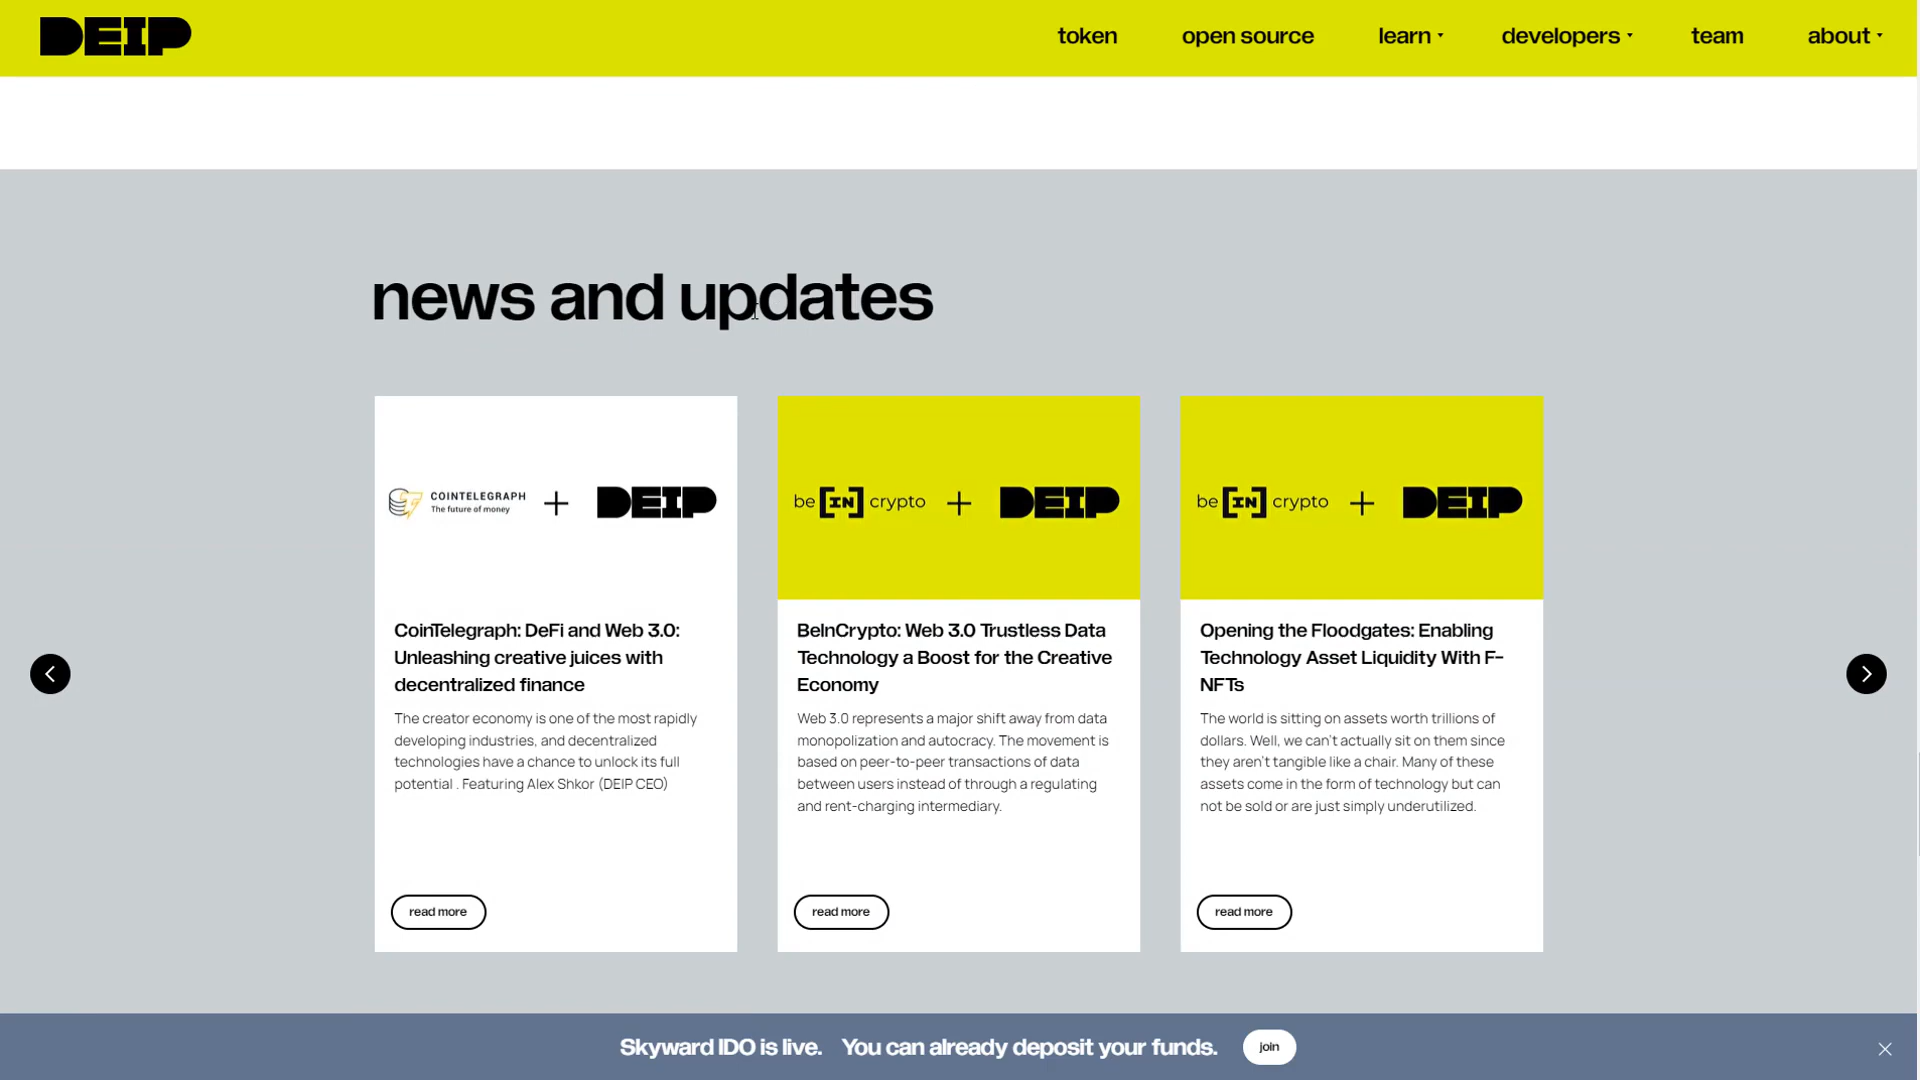 DEIP
token
open source
learn
developers
team
about
news and updates
COINTELEGRAPH
The future of money
+
DEIP
be [IN] crypto
+
DEIP
be [IN] crypto
+
DEIP
CoinTelegraph: DeFi and Web 3.0:
Unleashing creative juices with
decentralized finance
The creator economy is one of the most rapidly
developing industries, and decentralized
technologies have a chance to unlock its full
potential . Featuring Alex Shkor (DEIP CEO)
read more
BeInCrypto: Web 3.0 Trustless Data
Technology a Boost for the Creative
Economy
Web 3.0 represents a major shift away from data
monopolization and autocracy. The movement is
based on peer-to-peer transactions of data
between users instead of through a regulating
and rent-charging intermediary.
read more
Opening the Floodgates: Enabling
Technology Asset Liquidity With F-
NFTs
The world is sitting on assets worth trillions of
dollars. Well, we can't actually sit on them since
they aren't tangible like a chair. Many of these
assets come in the form of technology but can
not be sold or are just simply underutilized.
read more
Skyward IDO is live. You can already deposit your funds.
join